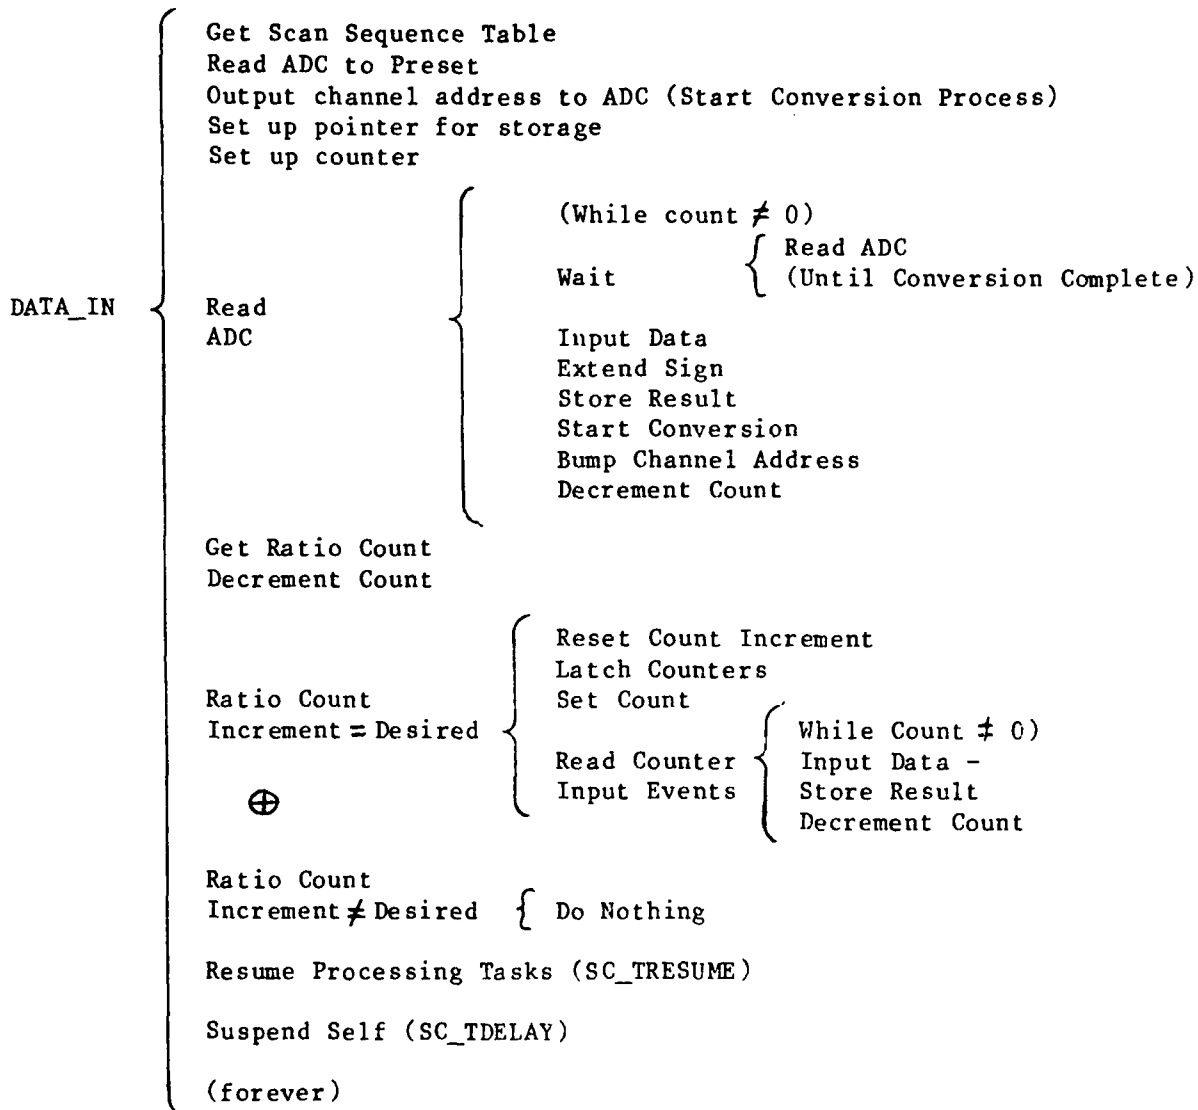 Get Scan Sequence Table
Read ADC to Preset
Output channel address to ADC (Start Conversion Process)
Set up pointer for storage
Set up counter
(While count ≠ 0)
Read ADC
Wait
(Until Conversion Complete)
DATA_IN
Read
ADC
Input Data
Extend Sign
Store Result
Start Conversion
Bump Channel Address
Decrement Count
Get Ratio Count
Decrement Count
Reset Count Increment
Latch Counters
Set Count
Ratio Count
Increment = Desired
While Count ≠ 0)
Read Counter
Input Data -
Input Events
Store Result
Decrement Count
⊕
Ratio Count
Increment ≠ Desired
Do Nothing
Resume Processing Tasks (SC_TRESUME)
Suspend Self (SC_TDELAY)
(forever)